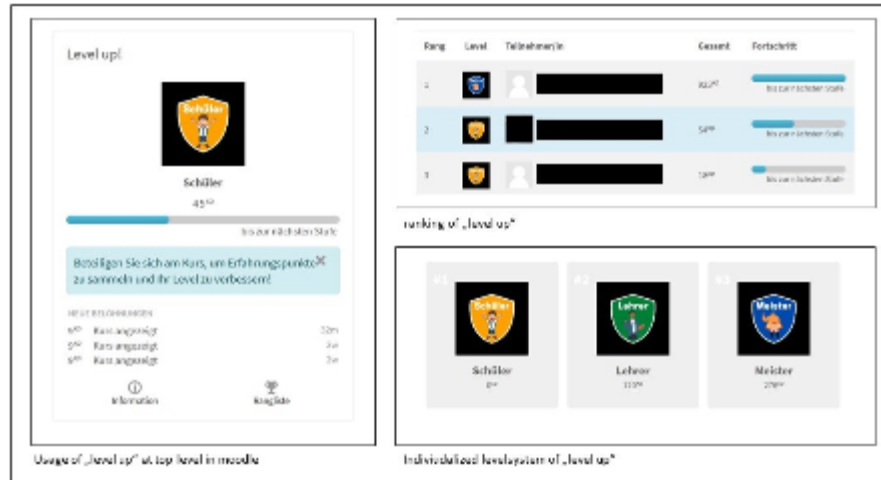 Level up!
Schüler
Schüler
45XP
bis zur nächsten Stufe
Beteiligen Sie sich am Kurs, um Erfahrungspunkte
zu sammeln und Ihr Level zu verbessern!
NEUE BELOHNUNGEN
Kurs angezeigt
Kurs angezeigt
Kurs angezeigt
Information
Rangliste
Usage of „level up“ at top level in moodle
Rang Level Teilnehmer/in Gesamt Fortschritt
1
bis zur nächsten Stufe
2
bis zur nächsten Stufe
3
bis zur nächsten Stufe
ranking of „level up“
#1 #2 #3
Schüler Lehrer Meister
Schüler Lehrer Meister
0XP
Individualized levelsystem of „level up“